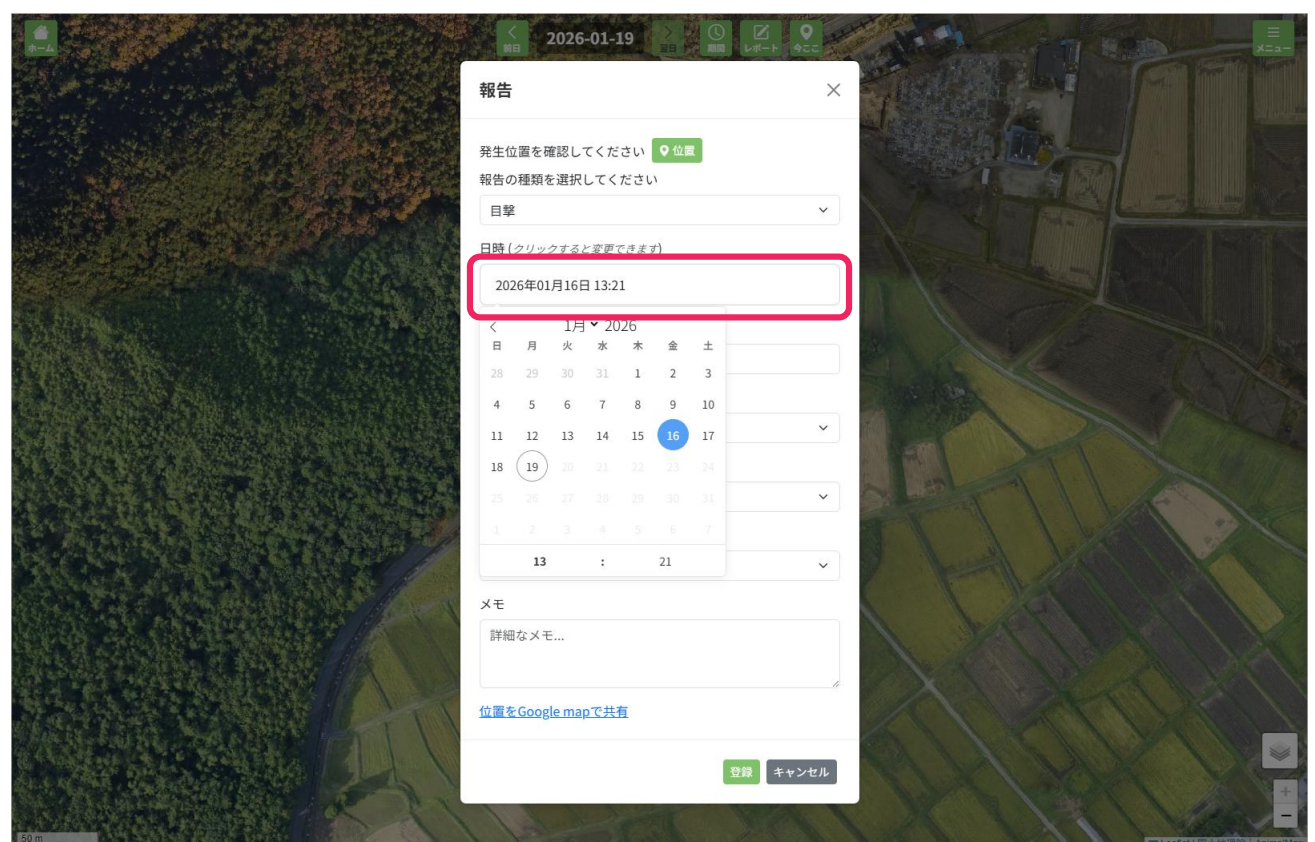 ホーム
前日
2026-01-19
翌日
期間
レポート
今ここ
メニュー
報告
発生位置を確認してください 位置
報告の種類を選択してください
目撃
日時 (クリックすると変更できます)
2026年01月16日 13:21
1月 2026
日 月 火 水 木 金 土
28 29 30 31 1 2 3
4 5 6 7 8 9 10
11 12 13 14 15 16 17
18 19 20 21 22 23 24
25 26 27 28 29 30 31
1 2 3 4 5 6 7
13 : 21
メモ
詳細なメモ...
位置をGoogle mapで共有
登録 キャンセル
+
−
50 m